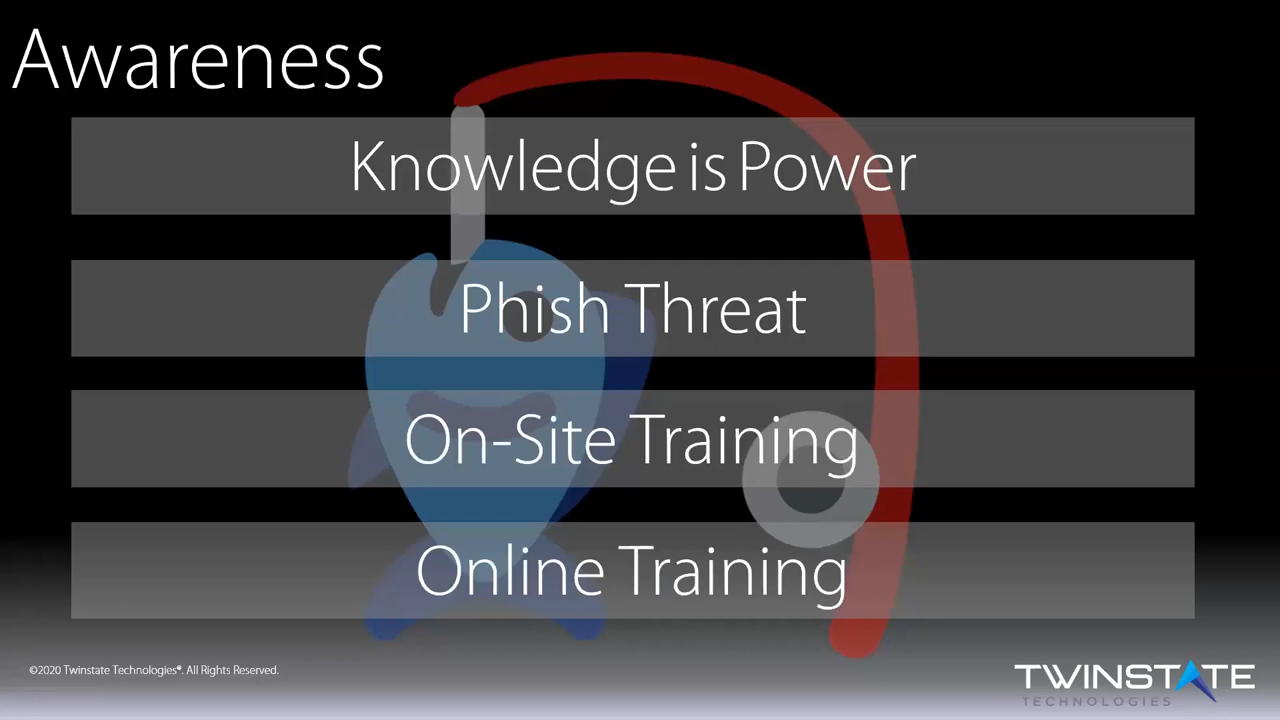 Awareness
Knowledge is Power
Phish Threat
On-Site Training
Online Training
©2020 Twinstate Technologies®. All Rights Reserved.
TWINSTATE
TECHNOLOGIES